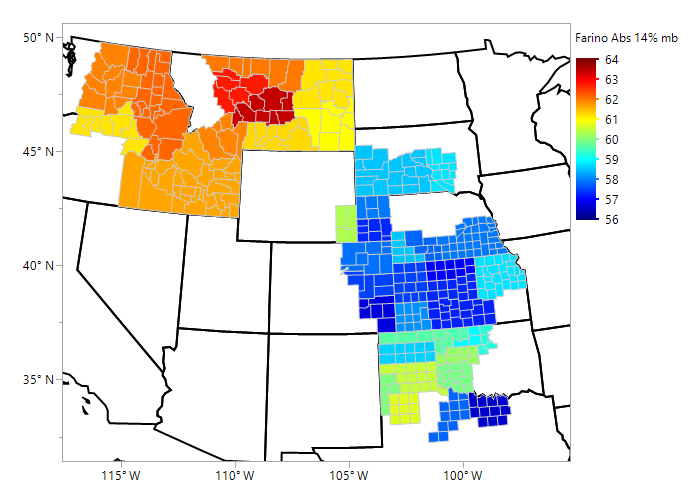 Farino Abs 14% mb
64
63
62
61
60
59
58
57
56
50° N
45° N
40° N
35° N
115° W
110° W
105° W
100° W